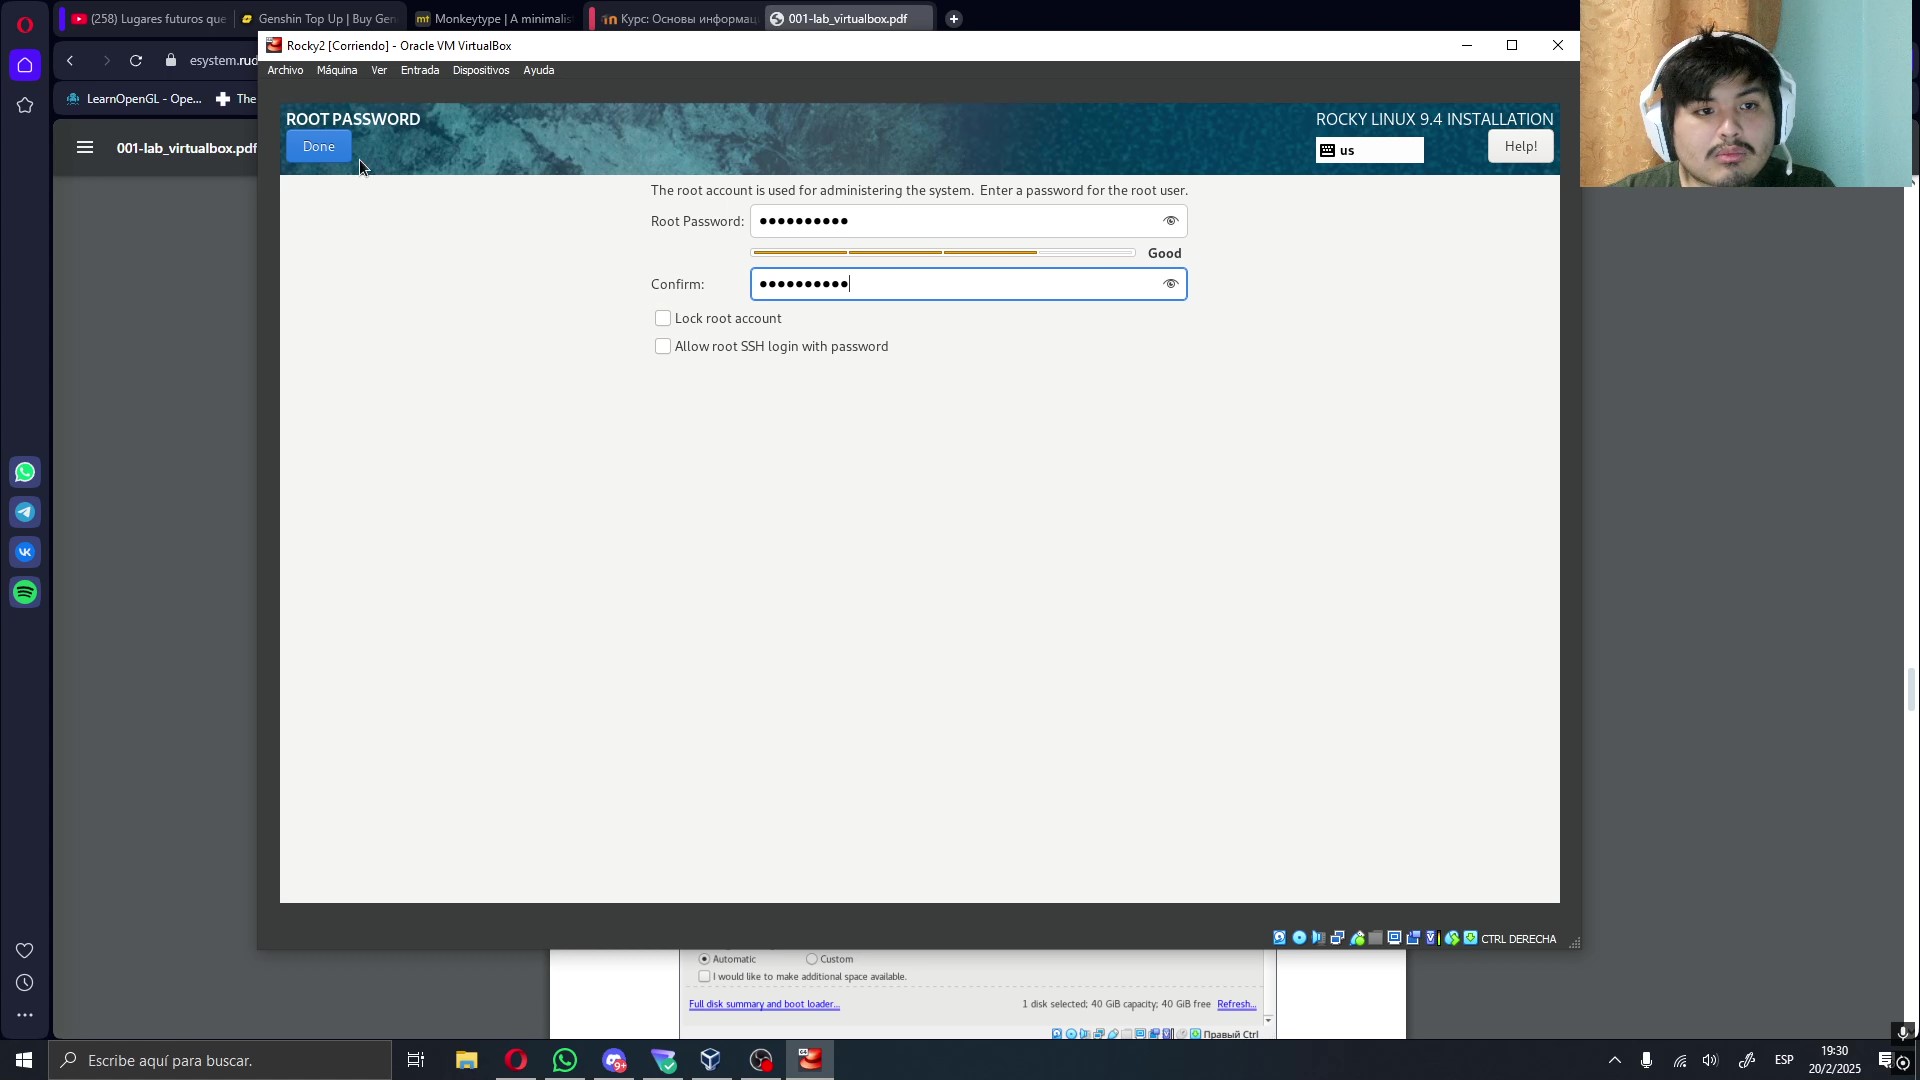 (258) Lugares futuros que
Genshin Top Up | Buy Gen
Monkeytype | A minimalis
Курс: Основы информац
001-lab_virtualbox.pdf
Rocky2 [Corriendo] - Oracle VM VirtualBox
esystem.rud
Archivo Máquina Ver Entrada Dispositivos Ayuda
LearnOpenGL - Ope...
The
001-lab_virtualbox.pdf
ROOT PASSWORD
ROCKY LINUX 9.4 INSTALLATION
Done
us
Help!
The root account is used for administering the system. Enter a password for the root user.
Root Password: ●●●●●●●●●●
Good
Confirm: ●●●●●●●●●●
Lock root account
Allow root SSH login with password
CTRL DERECHA
Automatic Custom
I would like to make additional space available.
Full disk summary and boot loader...
1 disk selected; 40 GiB capacity; 40 GiB free Refresh...
Правый Ctrl
Escribe aquí para buscar.
9+
ESP
19:30
20/2/2025